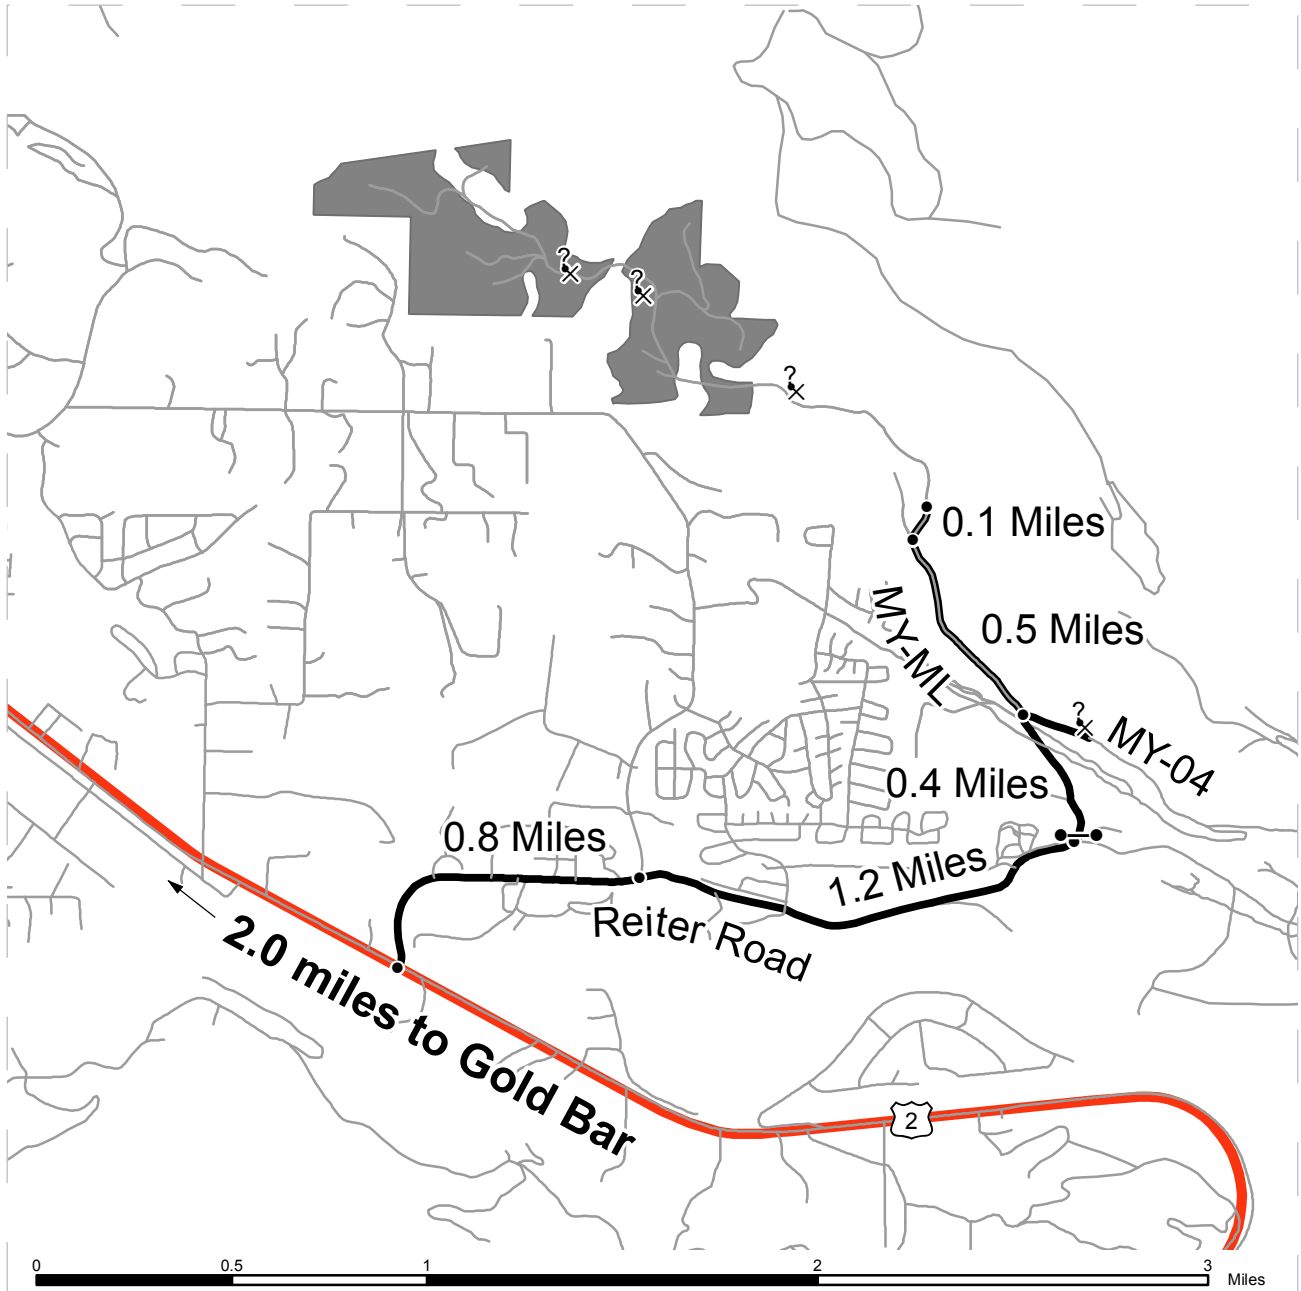 ?
?
?
0.1 Miles
0.5 Miles
MY-ML
?
MY-04
0.4 Miles
0.8 Miles
1.2 Miles
Reiter Road
2.0 miles to Gold Bar
2
0 0.5 1 2 3 Miles